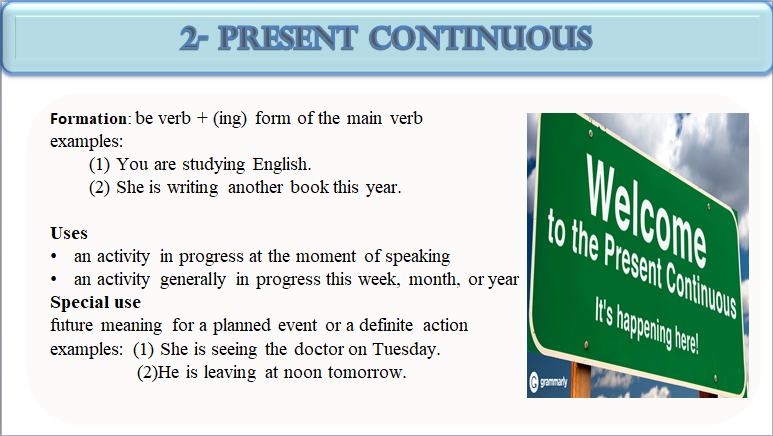 2- PRESENT CONTINUOUS
Formation: be verb + (ing) form of the main verb
examples:
(1) You are studying English.
(2) She is writing another book this year.
Uses
• an activity in progress at the moment of speaking
• an activity generally in progress this week, month, or year
Special use
future meaning for a planned event or a definite action
examples: (1) She is seeing the doctor on Tuesday.
(2)He is leaving at noon tomorrow.
Welcome
to the Present Continuous
It's happening here!
grammarly